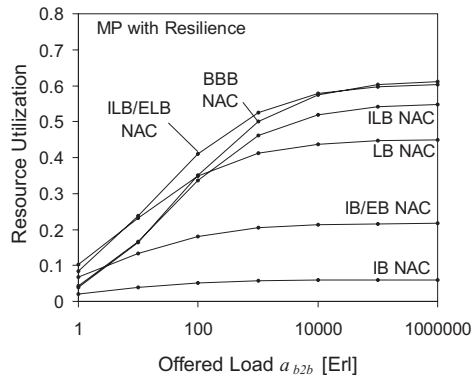 MP with Resilience
0.8
0.7
0.6
0.5
0.4
0.3
0.2
0.1
0
Resource Utilization
ILB/ELB
NAC
BBB
NAC
ILB NAC
LB NAC
IB/EB NAC
IB NAC
1
100
10000
1000000
Offered Load a b2b [Erl]